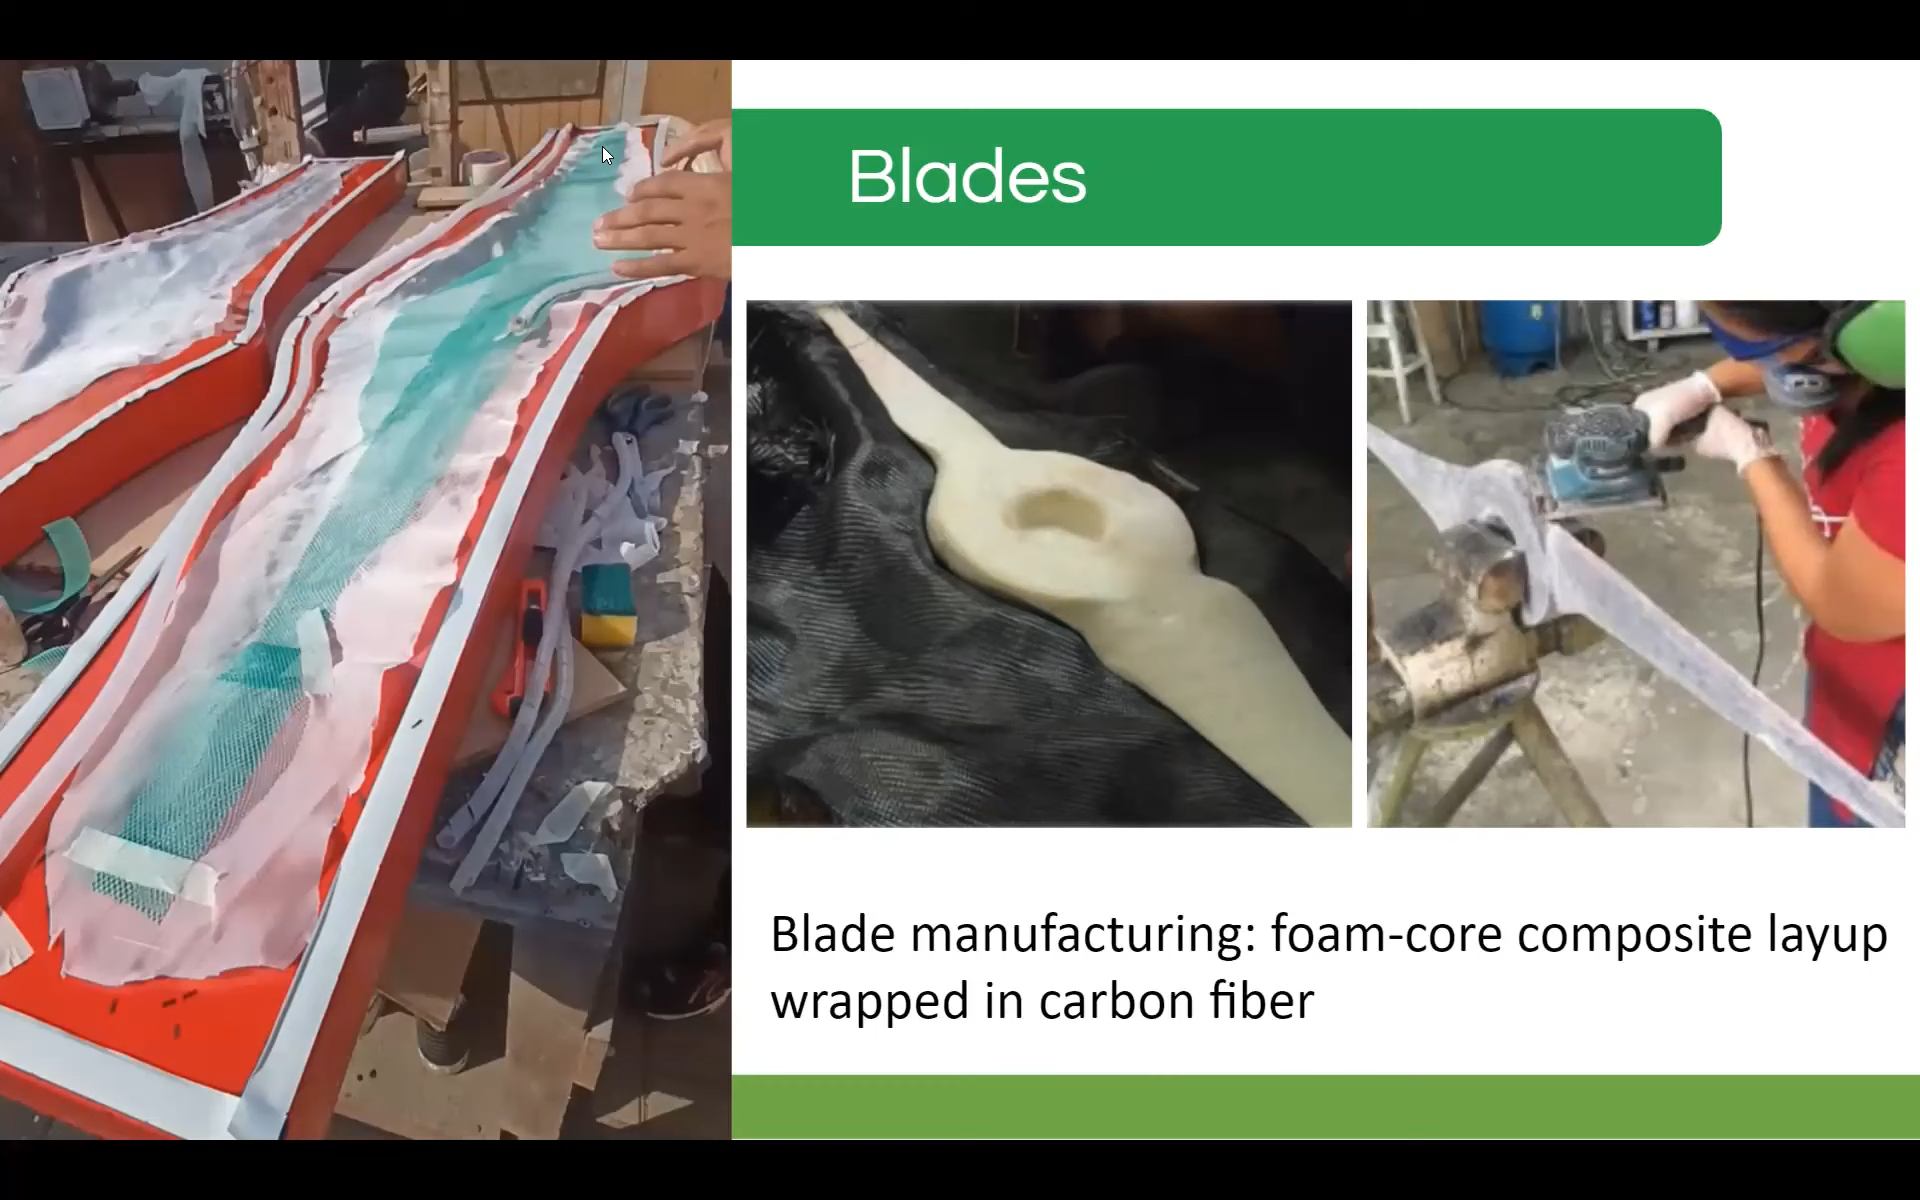 Blades
Blade manufacturing: foam-core composite layup
wrapped in carbon fiber